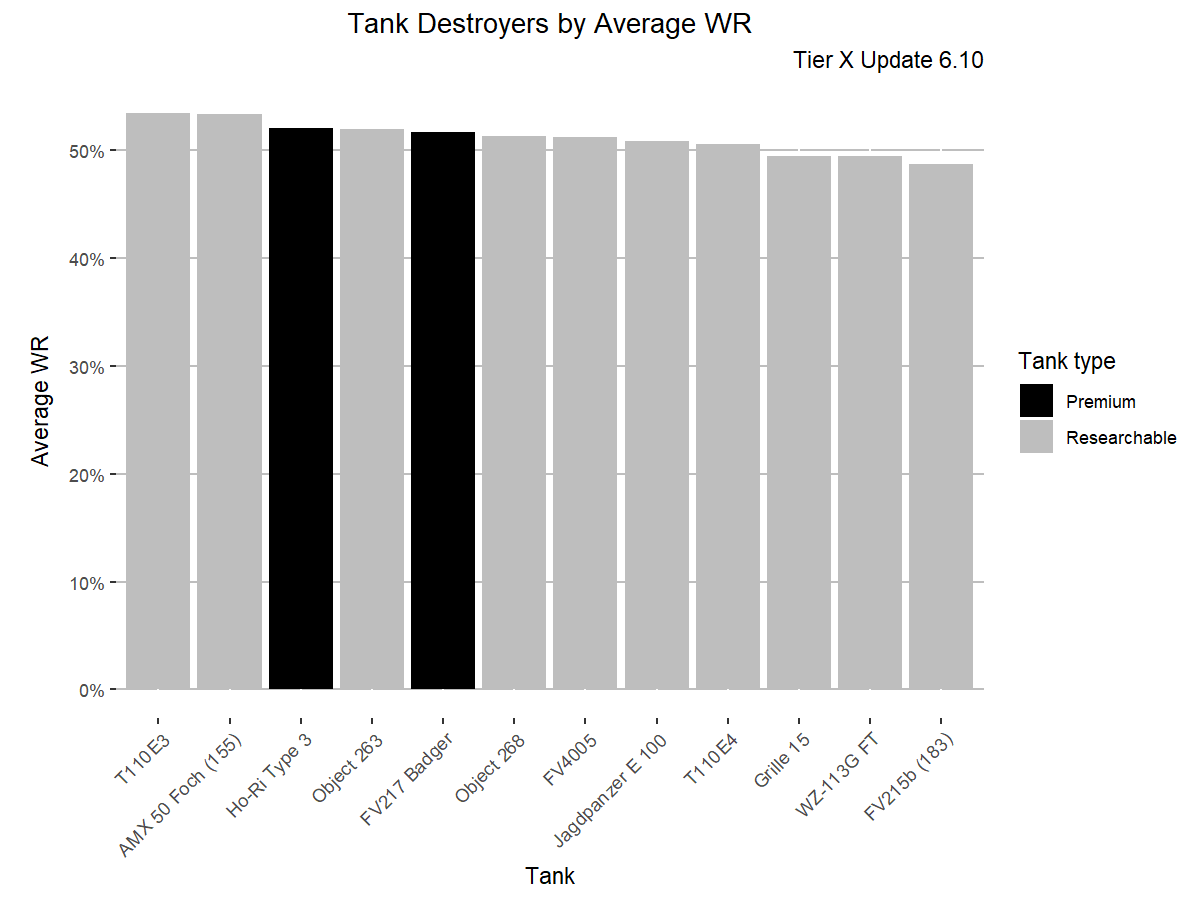 Tank Destroyers by Average WR
Tier X Update 6.10
50%
40%
30%
20%
10%
0%
Average WR
T110E3
AMX 50 Foch (155)
Ho-Ri Type 3
Object 263
FV217 Badger
Object 268
FV4005
Jagdpanzer E 100
T110E4
Grille 15
WZ-113G FT
FV215b (183)
Tank
Tank type
Premium
Researchable